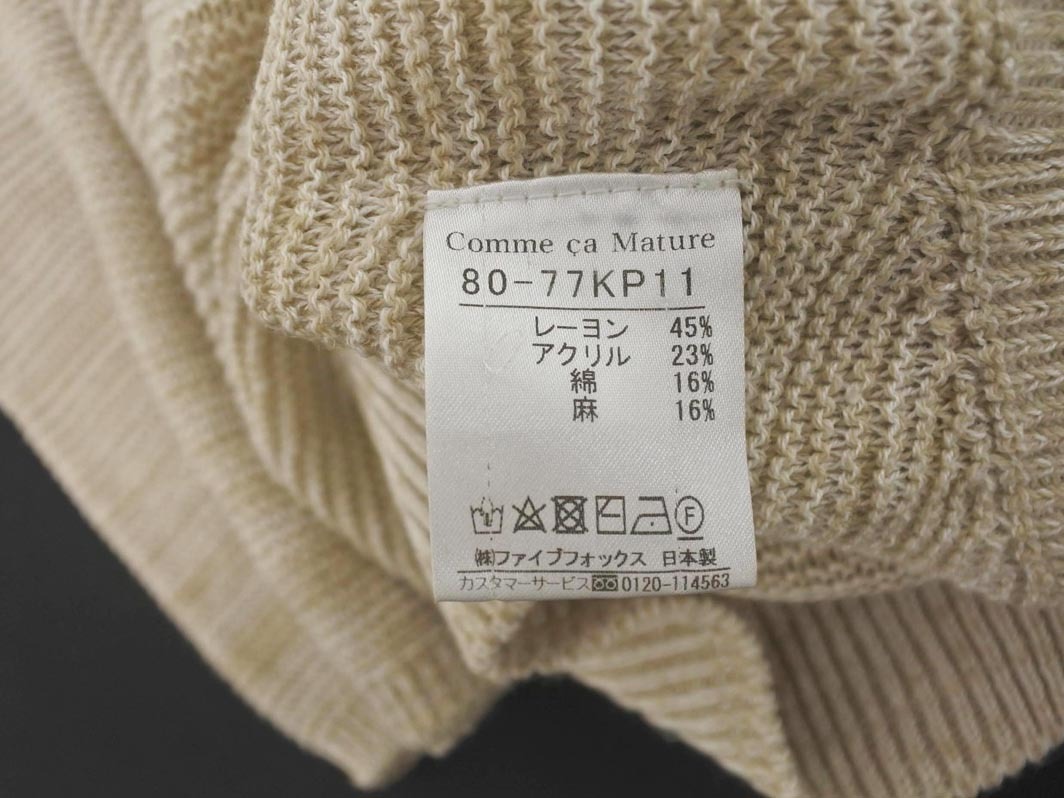 Comme ça Mature
80-77KP11
レーヨン 45%
アクリル 23%
綿 16%
麻 16%
F
㈱ファイブフォックス 日本製
カスタマーサービス 0120-114563